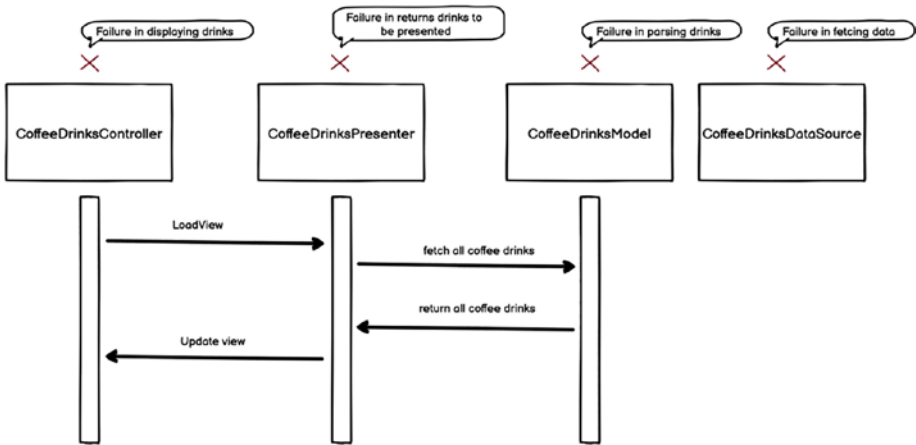 Failure in displaying drinks
Failure in returns drinks to
be presented
Failure in parsing drinks
Failure in fetcing data
CoffeeDrinksController
CoffeeDrinksPresenter
CoffeeDrinksModel
CoffeeDrinksDataSource
LoadView
fetch all coffee drinks
return all coffee drinks
Update view